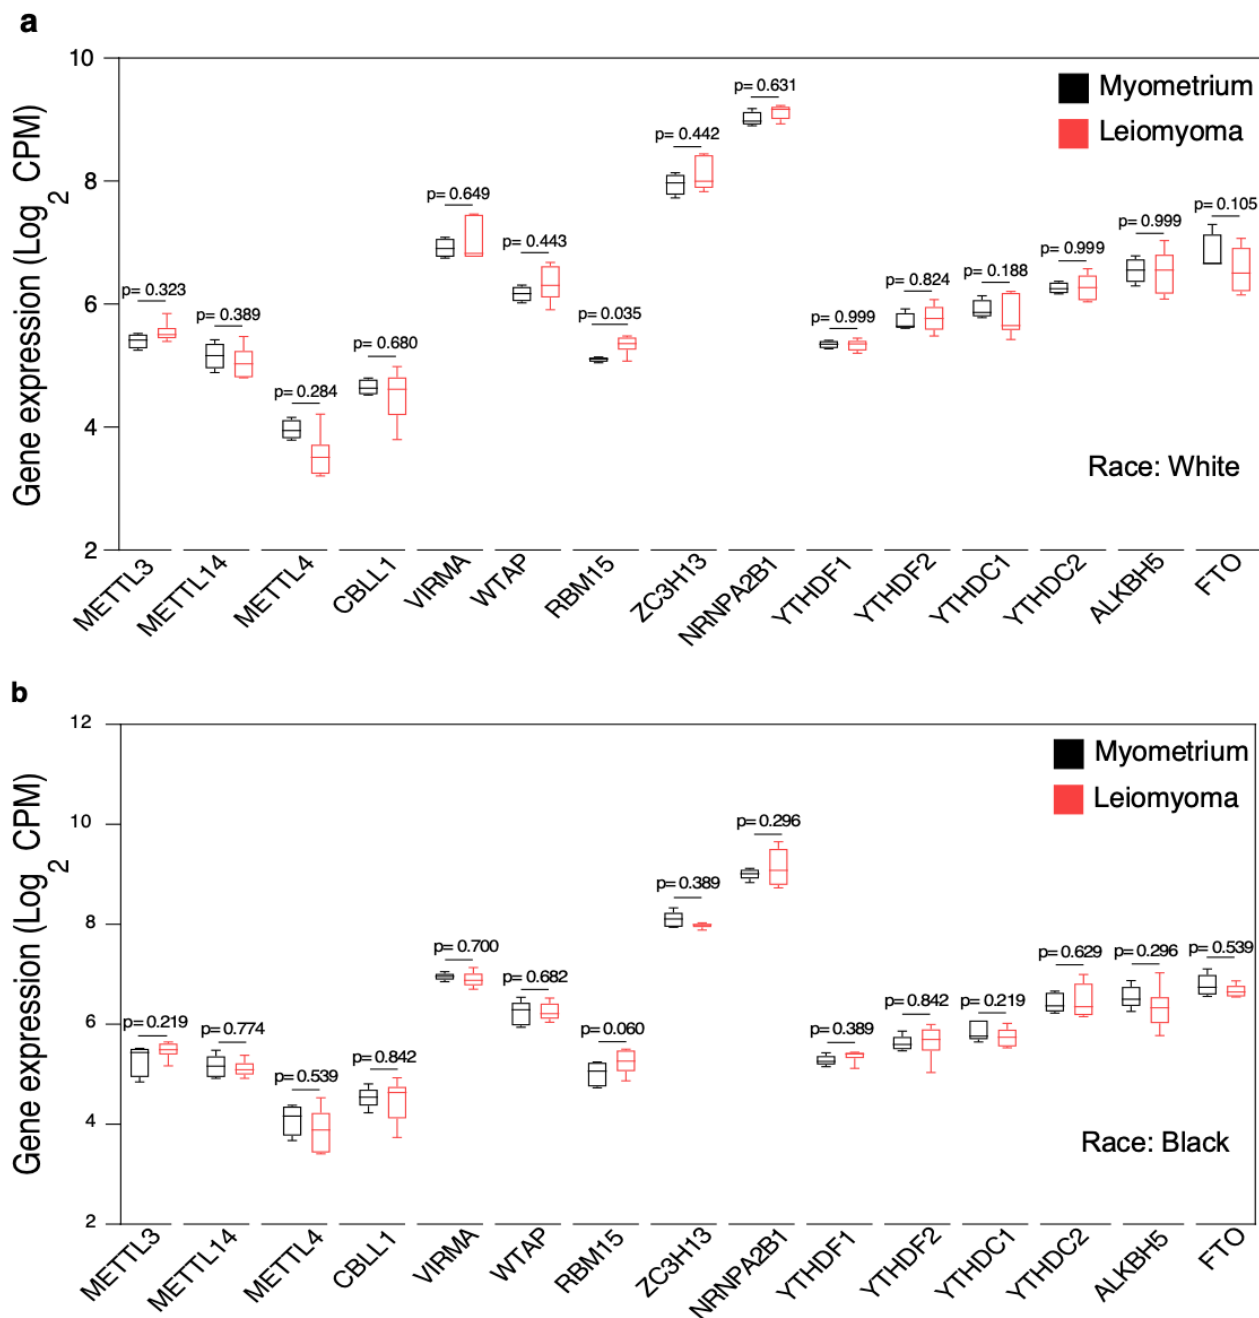 a
10
8
6
4
2
Gene expression (Log2 CPM)
Myometrium
Leiomyoma
p= 0.323
p= 0.389
p= 0.284
p= 0.680
p= 0.649
p= 0.443
p= 0.035
p= 0.442
p= 0.631
p= 0.999
p= 0.824
p= 0.188
p= 0.999
p= 0.999
p= 0.105
Race: White
METTL3
METTL14
METTL4
CBLL1
VIRMA
WTAP
RBM15
ZC3H13
NRNPA2B1
YTHDF1
YTHDF2
YTHDC1
YTHDC2
ALKBH5
FTO
b
12
10
8
6
4
2
Gene expression (Log2 CPM)
Myometrium
Leiomyoma
p= 0.219
p= 0.774
p= 0.539
p= 0.842
p= 0.700
p= 0.682
p= 0.060
p= 0.389
p= 0.296
p= 0.389
p= 0.842
p= 0.219
p= 0.629
p= 0.296
p= 0.539
Race: Black
METTL3
METTL14
METTL4
CBLL1
VIRMA
WTAP
RBM15
ZC3H13
NRNPA2B1
YTHDF1
YTHDF2
YTHDC1
YTHDC2
ALKBH5
FTO